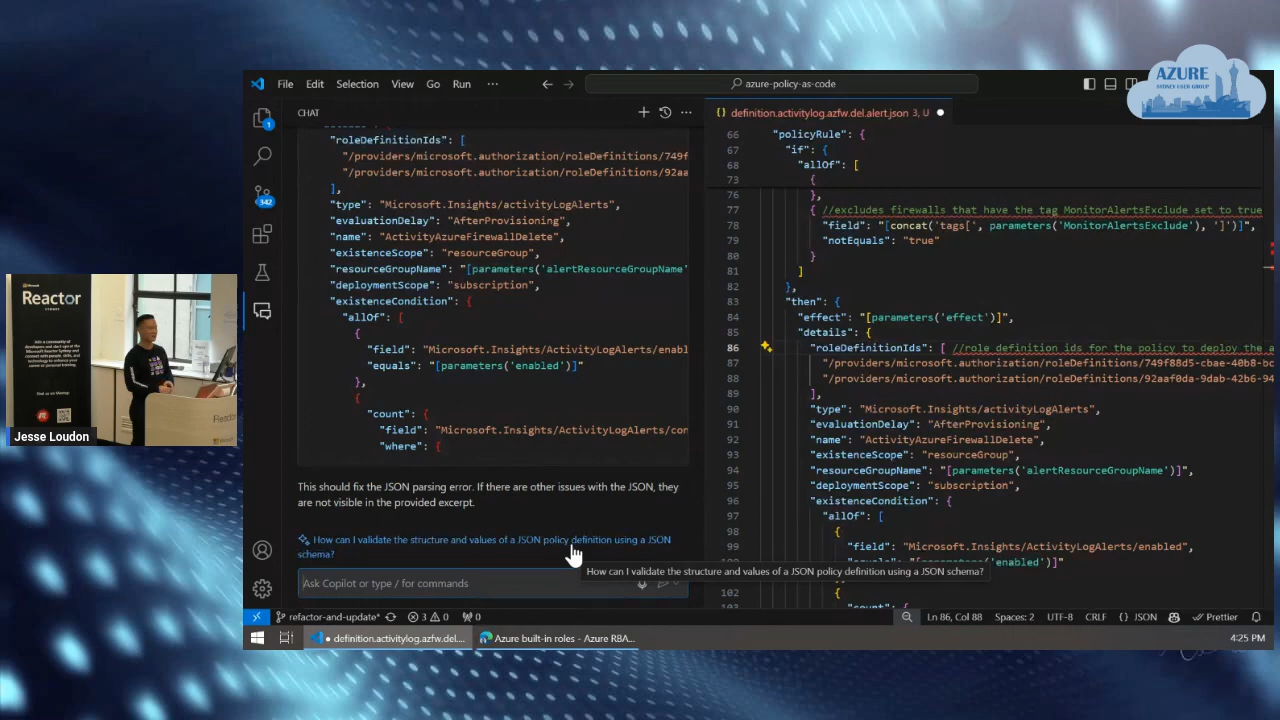 AZURE
SYDNEY USER GROUP
File Edit Selection View Go Run ···
azure-policy-as-code
CHAT
"roleDefinitionIds": [
"/providers/microsoft.authorization/roleDefinitions/749f
"/providers/microsoft.authorization/roleDefinitions/92aa
],
"type": "Microsoft.Insights/activityLogAlerts",
"evaluationDelay": "AfterProvisioning",
"name": "ActivityAzureFirewallDelete",
"existenceScope": "resourceGroup",
"resourceGroupName": "[parameters('alertResourceGroupName'
"deploymentScope": "subscription",
"existenceCondition": {
"allOf": [
{
"field": "Microsoft.Insights/ActivityLogAlerts/enabl
"equals": "[parameters('enabled')]"
},
{
"count": {
"field": "Microsoft.Insights/ActivityLogAlerts/con
"where": {
This should fix the JSON parsing error. If there are other issues with the JSON, they
are not visible in the provided excerpt.
How can I validate the structure and values of a JSON policy definition using a JSON
schema?
Ask Copilot or type / for commands
1
342
{} definition.activitylog.azfw.del.alert.json 3, U
66 "policyRule": {
67 "if": {
68 "allOf": [
73 {
76 },
77 { //excludes firewalls that have the tag MonitorAlertsExclude set to true
78 "field": "[concat('tags[', parameters('MonitorAlertsExclude'), ']')]",
79 "notEquals": "true"
80 }
81 ]
82 },
83 "then": {
84 "effect": "[parameters('effect')]",
85 "details": {
86 "roleDefinitionIds": [ //role definition ids for the policy to deploy the a
87 "/providers/microsoft.authorization/roleDefinitions/749f88d5-cbae-40b8-bc
88 "/providers/microsoft.authorization/roleDefinitions/92aaf0da-9dab-42b6-94
89 ],
90 "type": "Microsoft.Insights/activityLogAlerts",
91 "evaluationDelay": "AfterProvisioning",
92 "name": "ActivityAzureFirewallDelete",
93 "existenceScope": "resourceGroup",
94 "resourceGroupName": "[parameters('alertResourceGroupName')]",
95 "deploymentScope": "subscription",
96 "existenceCondition": {
97 "allOf": [
98 {
99 "field": "Microsoft.Insights/ActivityLogAlerts/enabled",
enabled')]"
How can I validate the structure and values of a JSON policy definition using a JSON schema?
102 {
"count": {
refactor-and-update* 3 0 0
Ln 86, Col 88 Spaces: 2 UTF-8 CRLF {} JSON Prettier
definition.activitylog.azfw.del.... Azure built-in roles - Azure RBA...
4:25 PM
Microsoft
Reactor
SYDNEY
Jesse Loudon